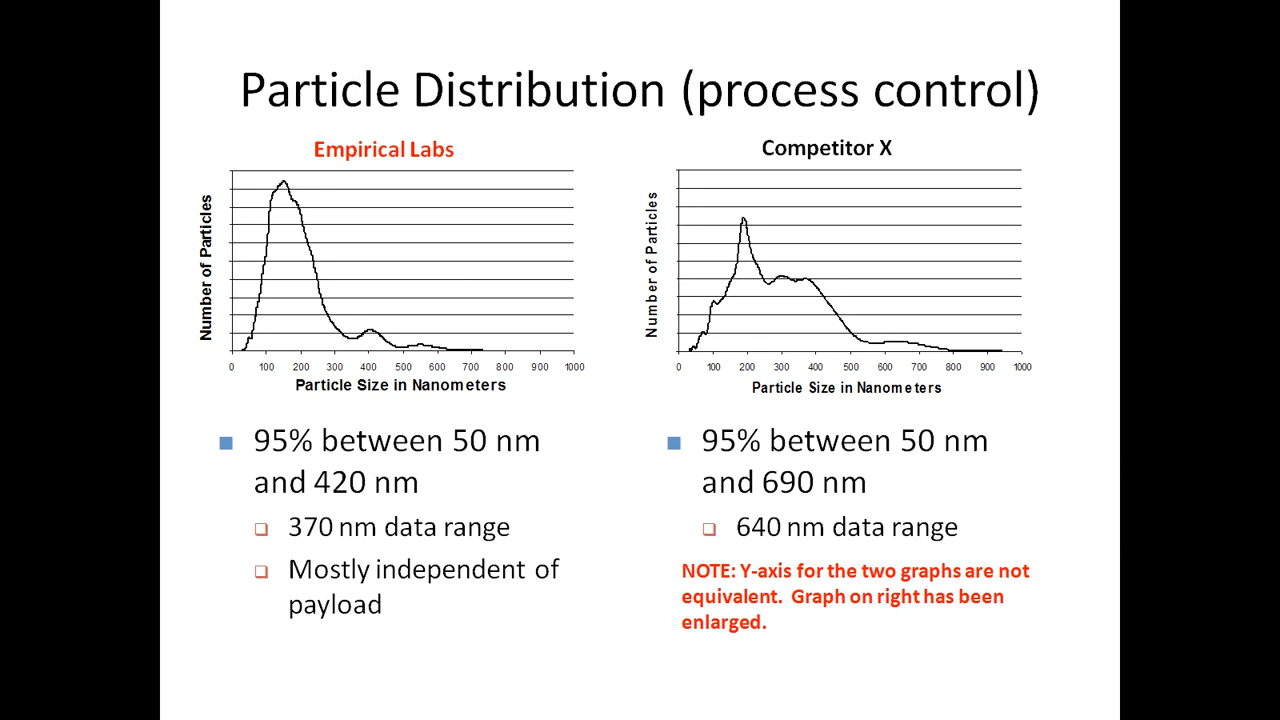 Particle Distribution (process control)
Empirical Labs
Number of Particles
0 100 200 300 400 500 600 700 800 900 1000
Particle Size in Nanometers
Competitor X
Number of Particles
0 100 200 300 400 500 600 700 800 900 1000
Particle Size in Nanometers
95% between 50 nm
and 420 nm
370 nm data range
Mostly independent of
payload
95% between 50 nm
and 690 nm
640 nm data range
NOTE: Y-axis for the two graphs are not
equivalent. Graph on right has been
enlarged.